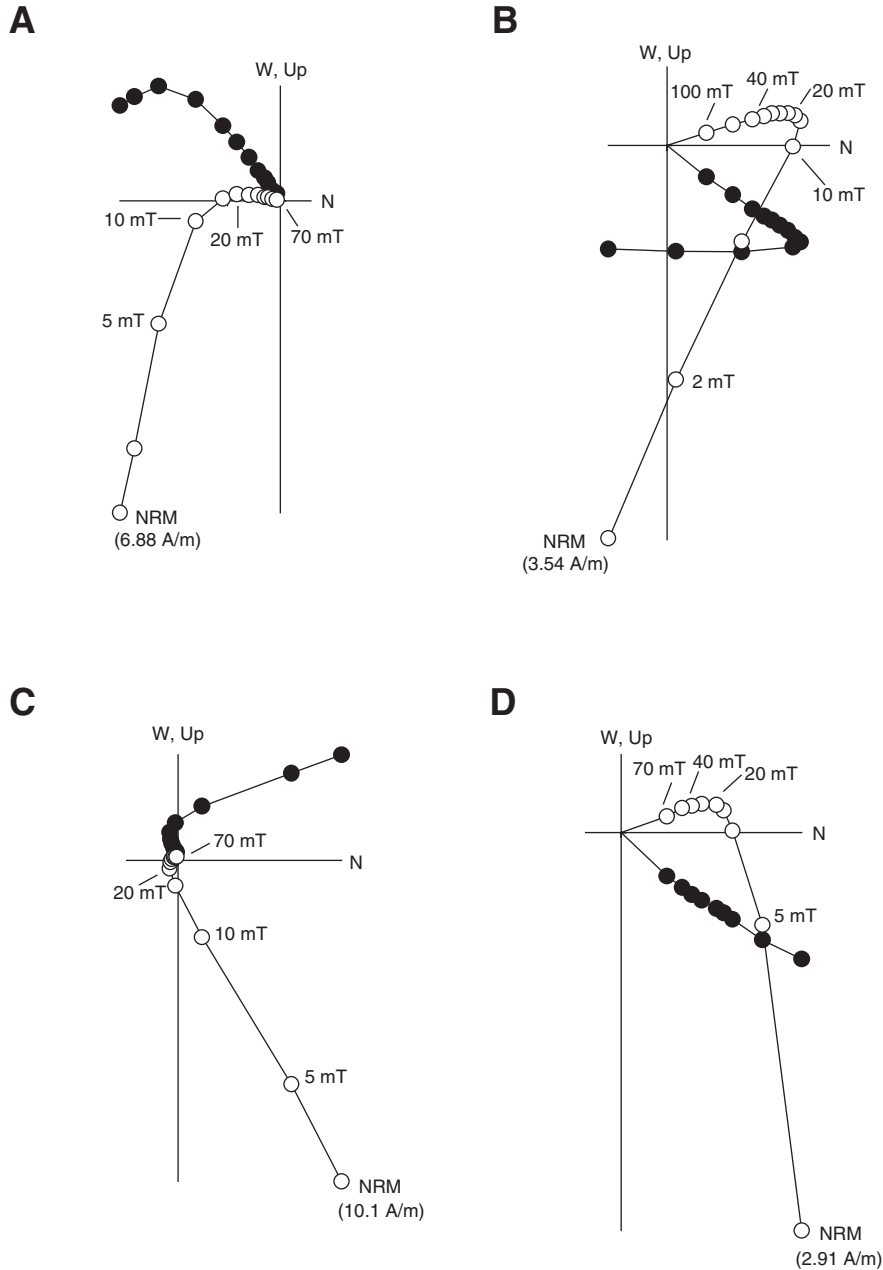 A
W, Up
N
10 mT
20 mT
70 mT
5 mT
NRM
(6.88 A/m)
B
W, Up
40 mT
100 mT
20 mT
N
10 mT
2 mT
NRM
(3.54 A/m)
C
W, Up
70 mT
N
20 mT
10 mT
5 mT
NRM
(10.1 A/m)
D
W, Up
70 mT
40 mT
20 mT
N
5 mT
NRM
(2.91 A/m)